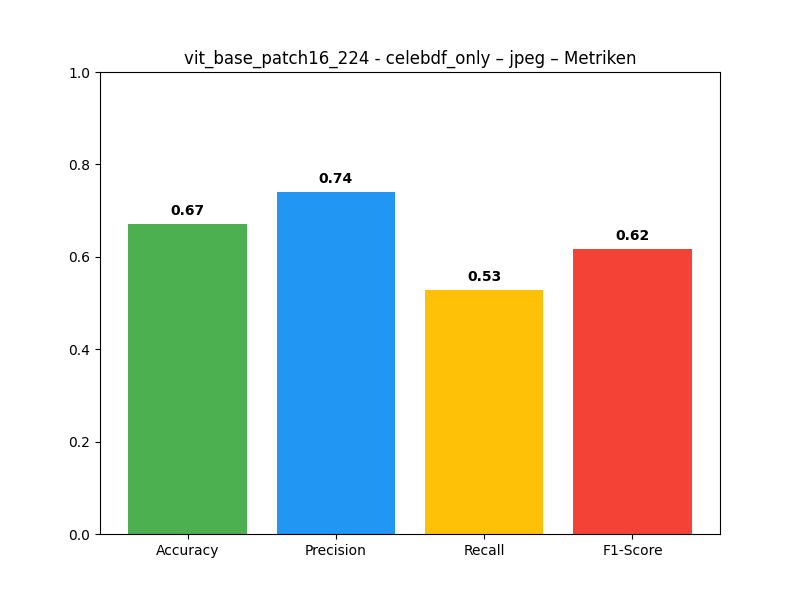 vit_base_patch16_224 - celebdf_only – jpeg – Metriken
1.0
0.8
0.6
0.4
0.2
0.0
0.67
0.74
0.53
0.62
Accuracy
Precision
Recall
F1-Score